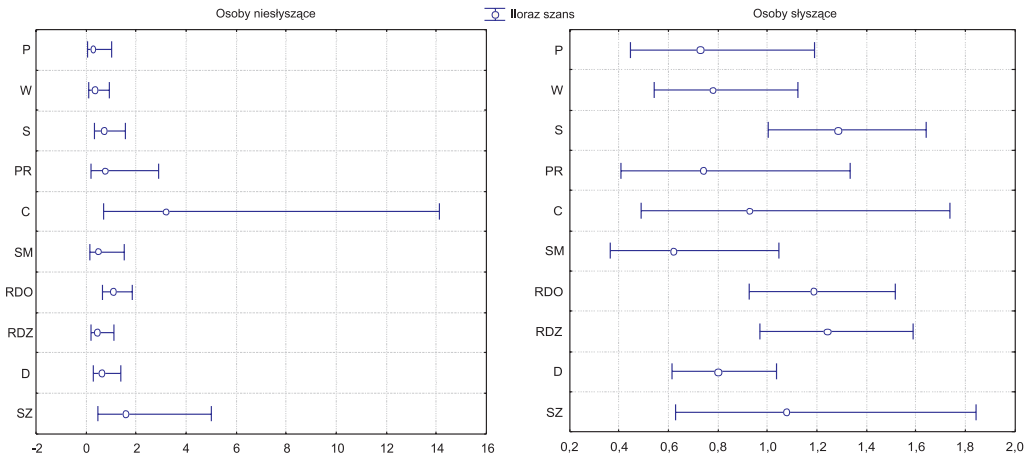 Osoby niesłyszące
Iloraz szans
Osoby słyszące
P
W
S
PR
C
SM
RDO
RDZ
D
SZ
-2 0 2 4 6 8 10 12 14 16
P
W
S
PR
C
SM
RDO
RDZ
D
SZ
0,2 0,4 0,6 0,8 1,0 1,2 1,4 1,6 1,8 2,0